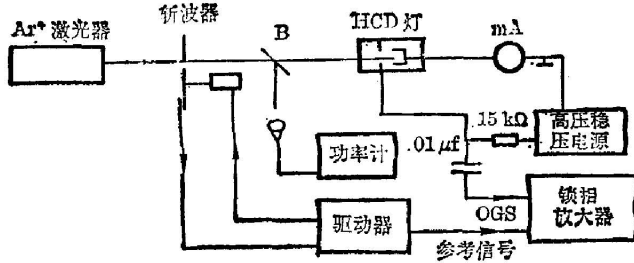 Ar⁺激光器
斩波器
B
HCD灯
mA
15kΩ
高压稳
压电源
.01μf
功率计
驱动器
OGS
参考信号
锁相
放大器